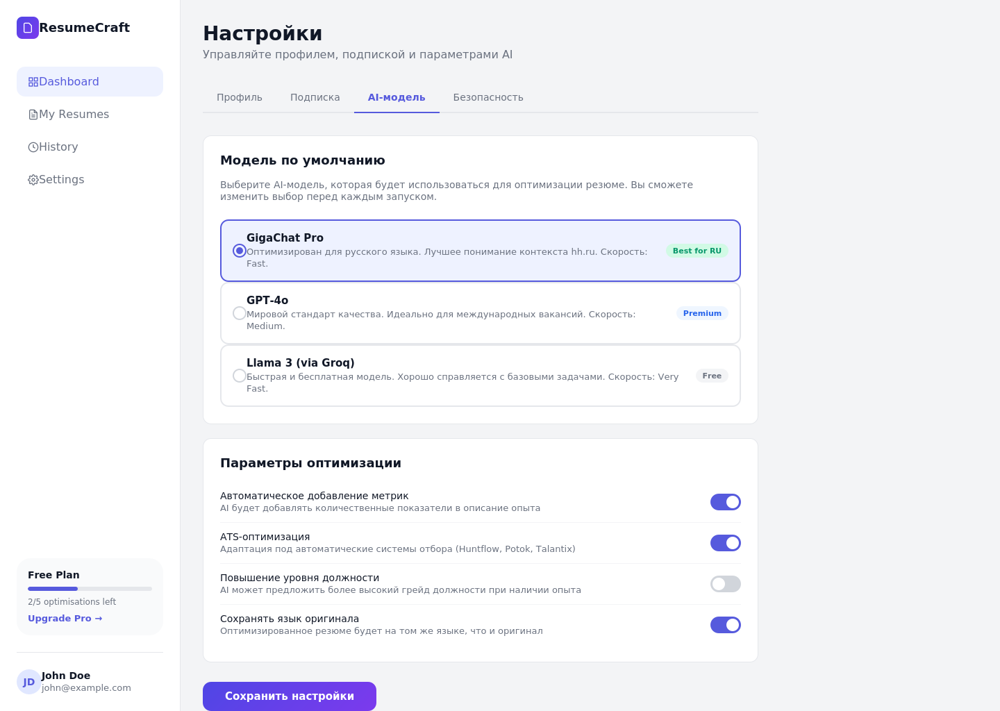 ResumeCraft
Dashboard
My Resumes
History
Settings
Free Plan
2/5 optimisations left
Upgrade Pro →
JD
John Doe
john@example.com
Настройки
Управляйте профилем, подпиской и параметрами AI
Профиль
Подписка
AI-модель
Безопасность
Модель по умолчанию
Выберите AI-модель, которая будет использоваться для оптимизации резюме. Вы сможете
изменить выбор перед каждым запуском.
GigaChat Pro
Оптимизирован для русского языка. Лучшее понимание контекста hh.ru. Скорость:
Fast.
Best for RU
GPT-4o
Мировой стандарт качества. Идеально для международных вакансий. Скорость:
Medium.
Premium
Llama 3 (via Groq)
Быстрая и бесплатная модель. Хорошо справляется с базовыми задачами. Скорость: Very
Fast.
Free
Параметры оптимизации
Автоматическое добавление метрик
AI будет добавлять количественные показатели в описание опыта
ATS-оптимизация
Адаптация под автоматические системы отбора (Huntflow, Potok, Talantix)
Повышение уровня должности
AI может предложить более высокий грейд должности при наличии опыта
Сохранять язык оригинала
Оптимизированное резюме будет на том же языке, что и оригинал
Сохранить настройки